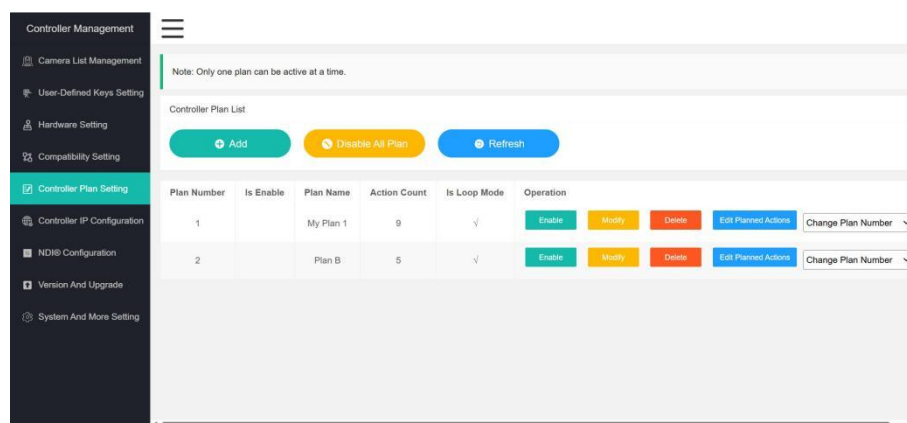 Controller Management
Camera List Management
User-Defined Keys Setting
Hardware Setting
Compatibility Setting
Controller Plan Setting
Controller IP Configuration
NDI® Configuration
Version And Upgrade
System And More Setting
Note: Only one plan can be active at a time.
Controller Plan List
Add Disable All Plan Refresh
Plan Number Is Enable Plan Name Action Count Is Loop Mode Operation
1 My Plan 1 9 √ Enable Modify Delete Edit Planned Actions Change Plan Number
2 Plan B 5 √ Enable Modify Delete Edit Planned Actions Change Plan Number